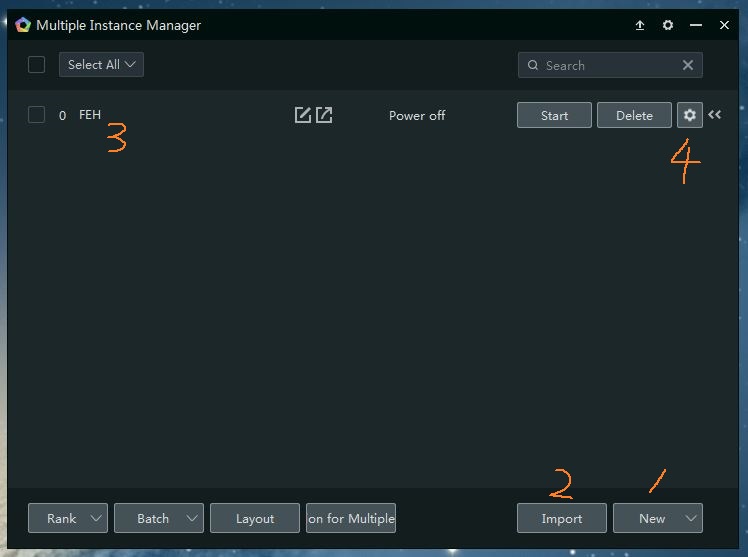 Multiple Instance Manager
Select All
Search
0 FEH Power off Start Delete
3
4
2
1
Rank Batch Layout on for Multiple Import New